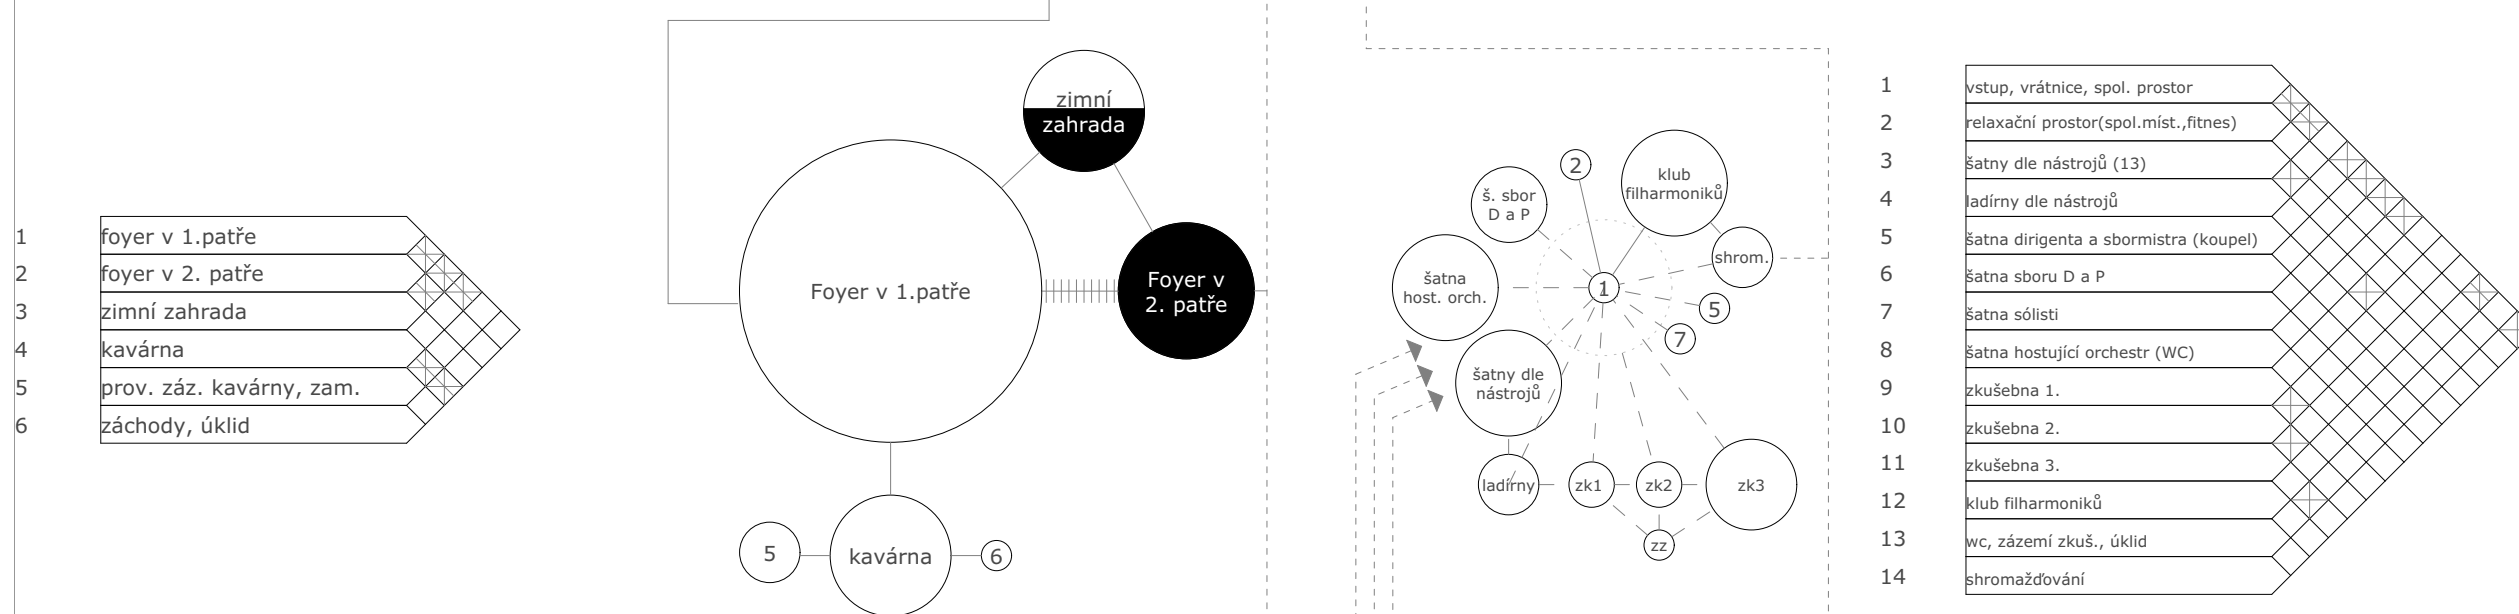 1 foyer v 1.patře
2 foyer v 2. patře
3 zimní zahrada
4 kavárna
5 prov. záz. kavárny, zam.
6 záchody, úklid
zimní
zahrada
Foyer v 1.patře
Foyer v
2. patře
5
kavárna
6
2
klub
filharmoniků
š. sbor
D a P
shrom.
šatna
host. orch.
1
5
7
šatny dle
nástrojů
ladírny
zk1
zk2
zk3
zz
1 vstup, vrátnice, spol. prostor
2 relaxační prostor(spol.míst.,fitnes)
3 šatny dle nástrojů (13)
4 ladírny dle nástrojů
5 šatna dirigenta a sbormistra (koupel)
6 šatna sboru D a P
7 šatna sólisti
8 šatna hostující orchestr (WC)
9 zkušebna 1.
10 zkušebna 2.
11 zkušebna 3.
12 klub filharmoniků
13 wc, zázemí zkuš., úklid
14 shromažďování